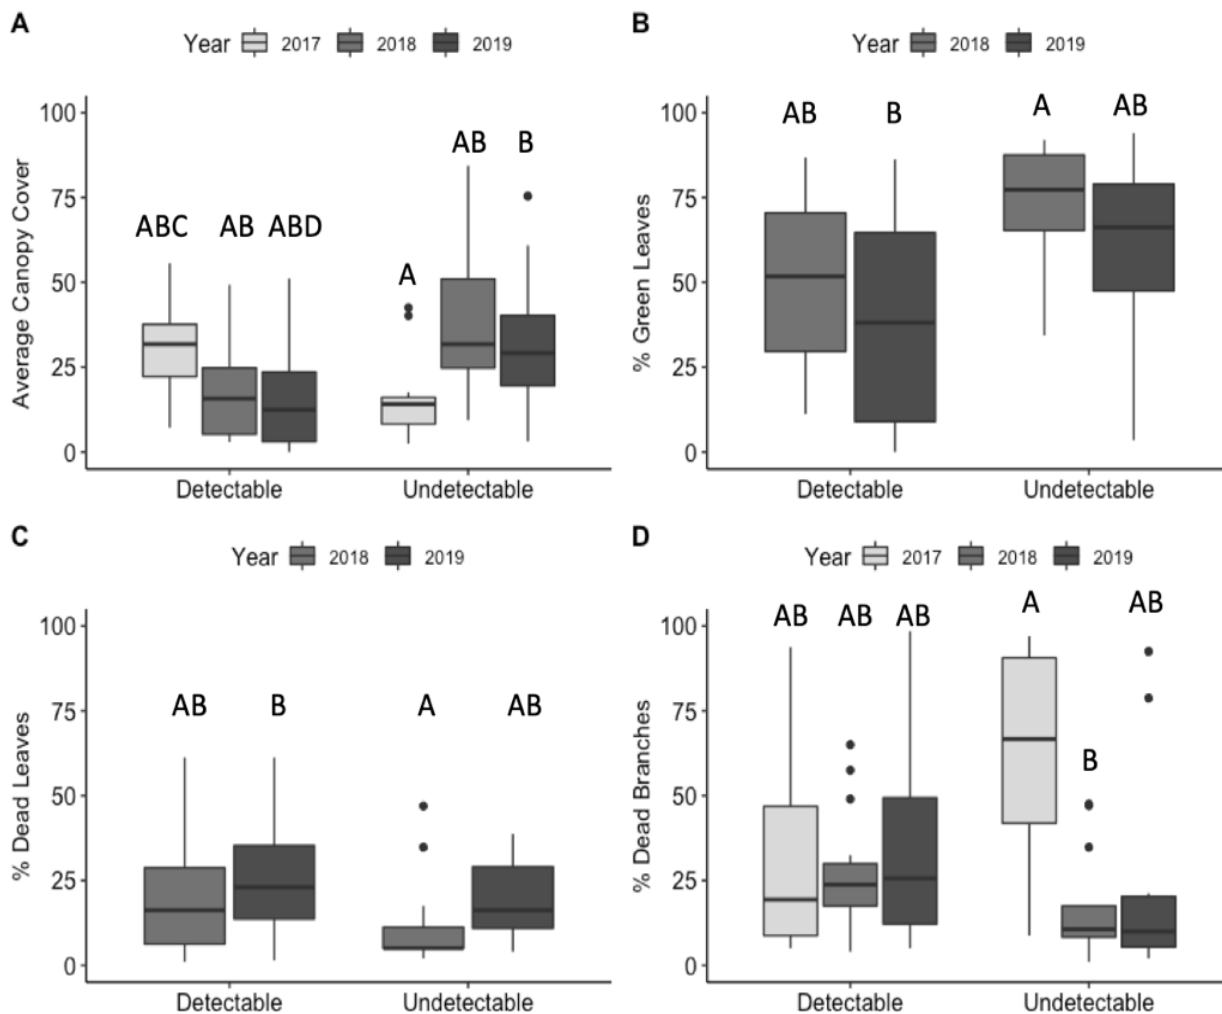 A
Year 2017 2018 2019
Average Canopy Cover
100
75
50
25
0
ABC AB ABD A AB B
Detectable Undetectable
B
Year 2018 2019
% Green Leaves
100
75
50
25
0
AB B A AB
Detectable Undetectable
C
Year 2018 2019
% Dead Leaves
100
75
50
25
0
AB B A AB
Detectable Undetectable
D
Year 2017 2018 2019
% Dead Branches
100
75
50
25
0
AB AB AB A B AB
Detectable Undetectable